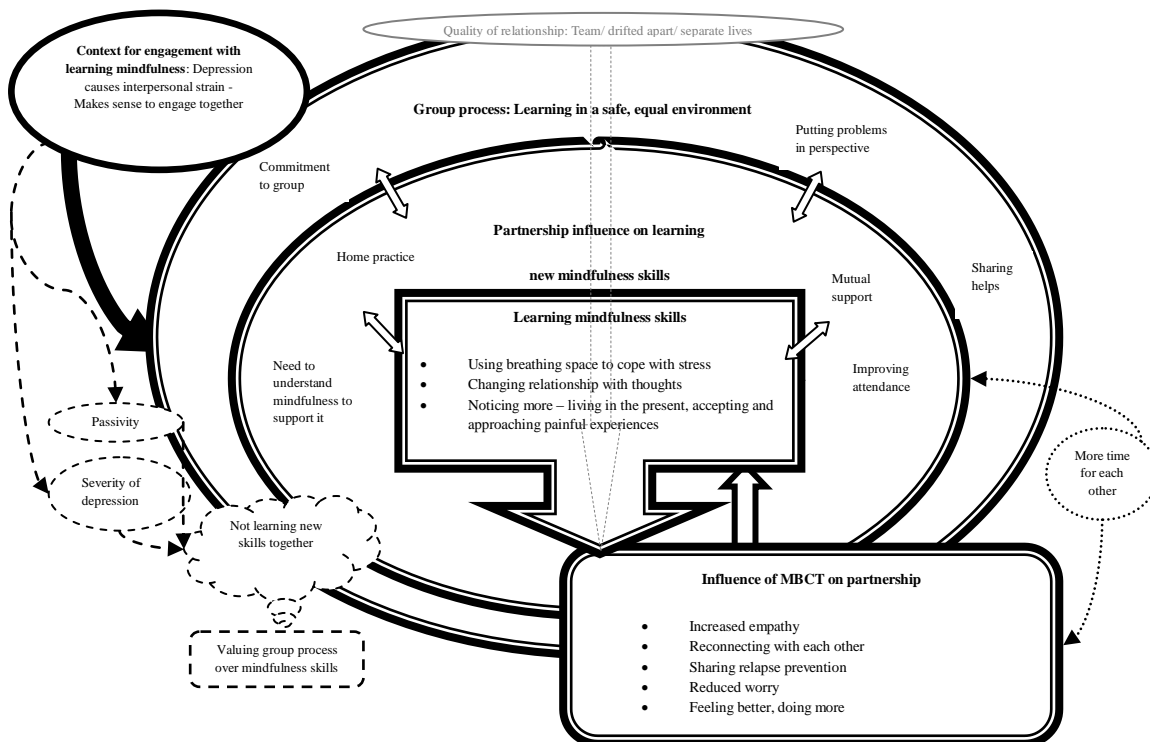 Quality of relationship: Team/ drifted apart/ separate lives
Context for engagement with
learning mindfulness: Depression
causes interpersonal strain -
Makes sense to engage together
Group process: Learning in a safe, equal environment
Putting problems
in perspective
Commitment
to group
Partnership influence on learning
new mindfulness skills
Home practice
Mutual
support
Sharing
helps
Learning mindfulness skills
• Using breathing space to cope with stress
• Changing relationship with thoughts
• Noticing more – living in the present, accepting and
approaching painful experiences
Need to
understand
mindfulness to
support it
Improving
attendance
Passivity
Severity of
depression
More time
for each
other
Not learning new
skills together
Valuing group process
over mindfulness skills
Influence of MBCT on partnership
• Increased empathy
• Reconnecting with each other
• Sharing relapse prevention
• Reduced worry
• Feeling better, doing more